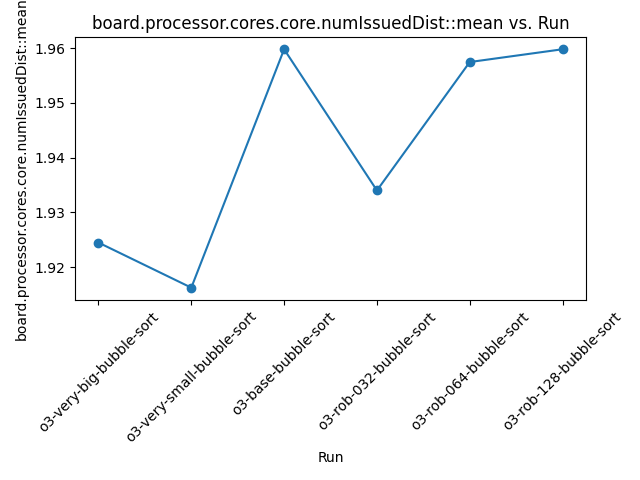 board.processor.cores.core.numIssuedDist::mean vs. Run
board.processor.cores.core.numIssuedDist::mean
1.96
1.95
1.94
1.93
1.92
o3-very-big-bubble-sort
o3-very-small-bubble-sort
o3-base-bubble-sort
o3-rob-032-bubble-sort
o3-rob-064-bubble-sort
o3-rob-128-bubble-sort
Run